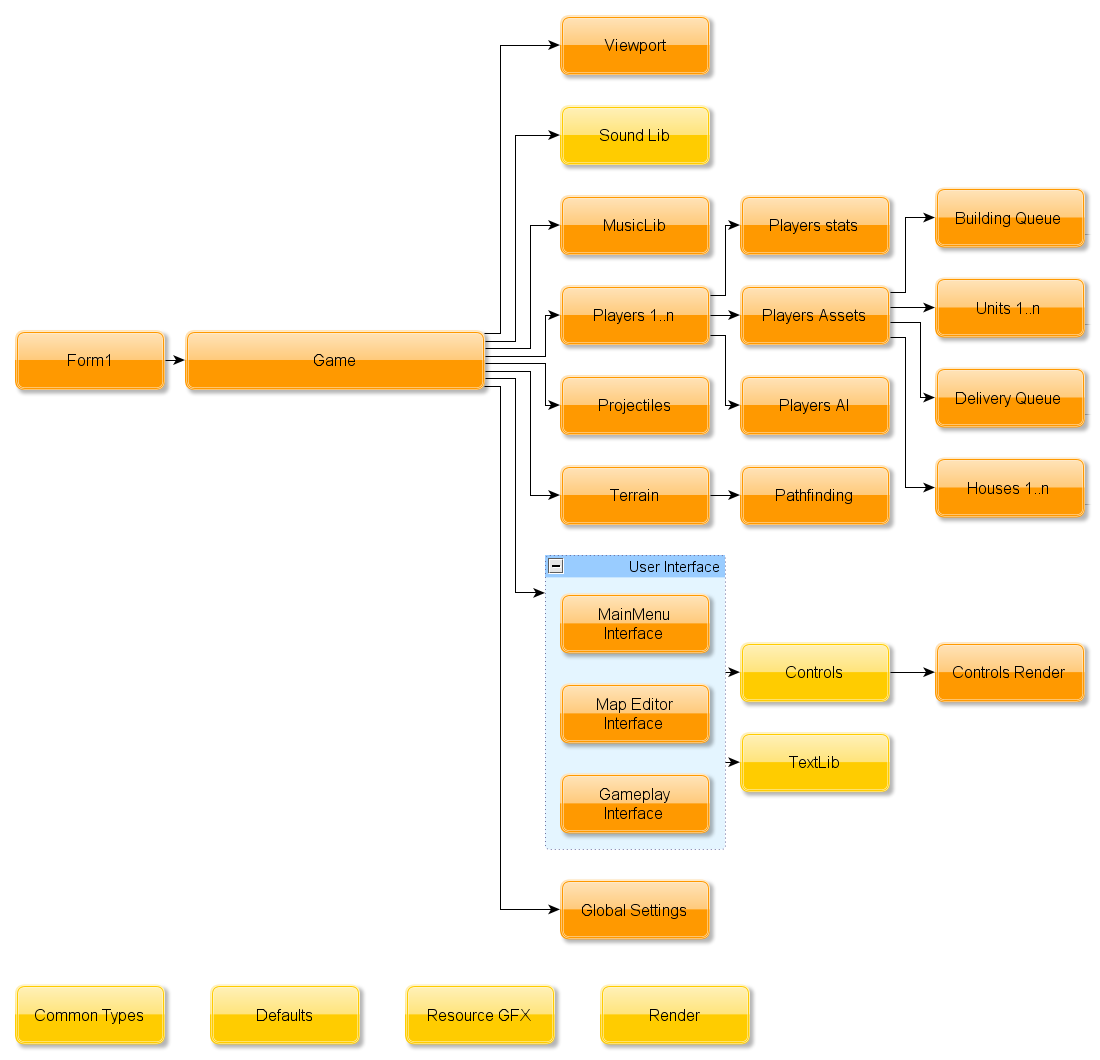 Viewport
Sound Lib
MusicLib
Players stats
Building Queue
Players 1..n
Players Assets
Units 1..n
Form1
Game
Projectiles
Players AI
Delivery Queue
Terrain
Pathfinding
Houses 1..n
User Interface
MainMenu
Interface
Map Editor
Interface
Gameplay
Interface
Controls
Controls Render
TextLib
Global Settings
Common Types
Defaults
Resource GFX
Render